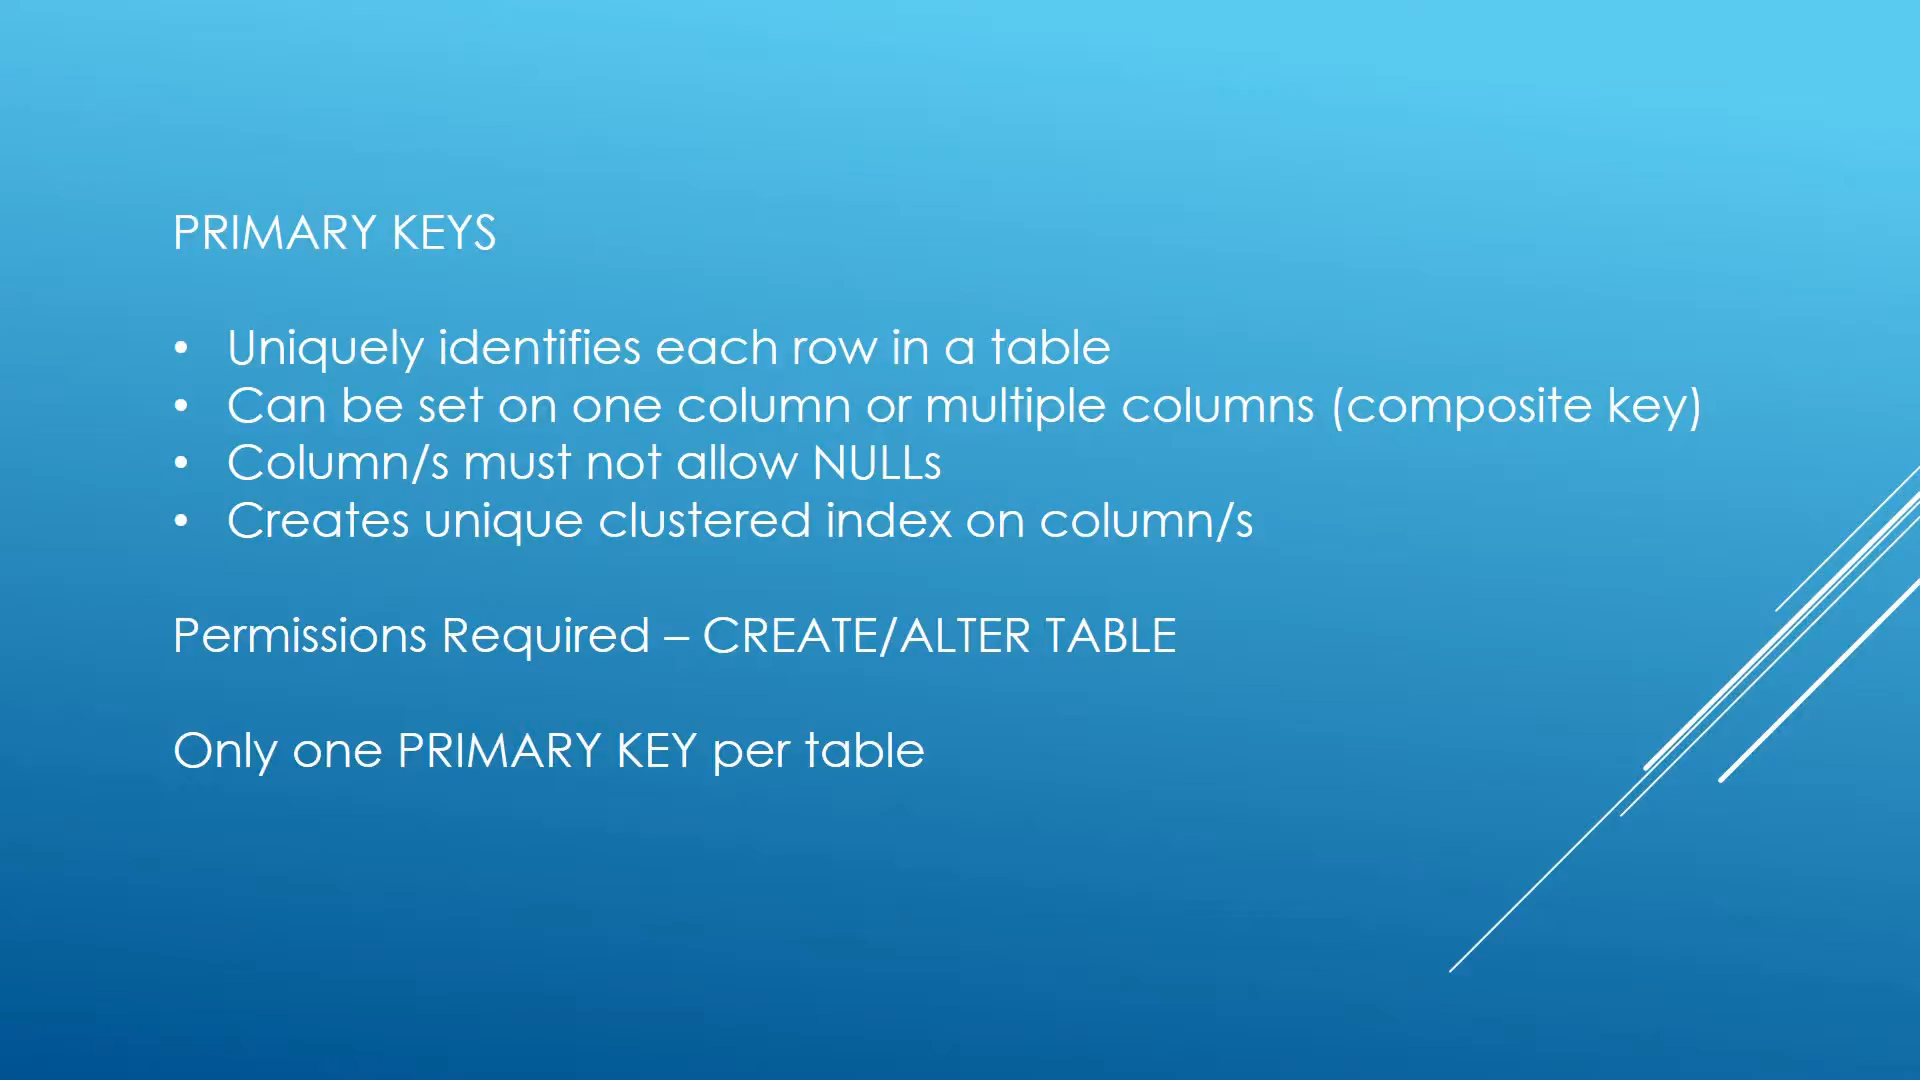 PRIMARY KEYS
• Uniquely identifies each row in a table
• Can be set on one column or multiple columns (composite key)
• Column/s must not allow NULLs
• Creates unique clustered index on column/s
Permissions Required – CREATE/ALTER TABLE
Only one PRIMARY KEY per table